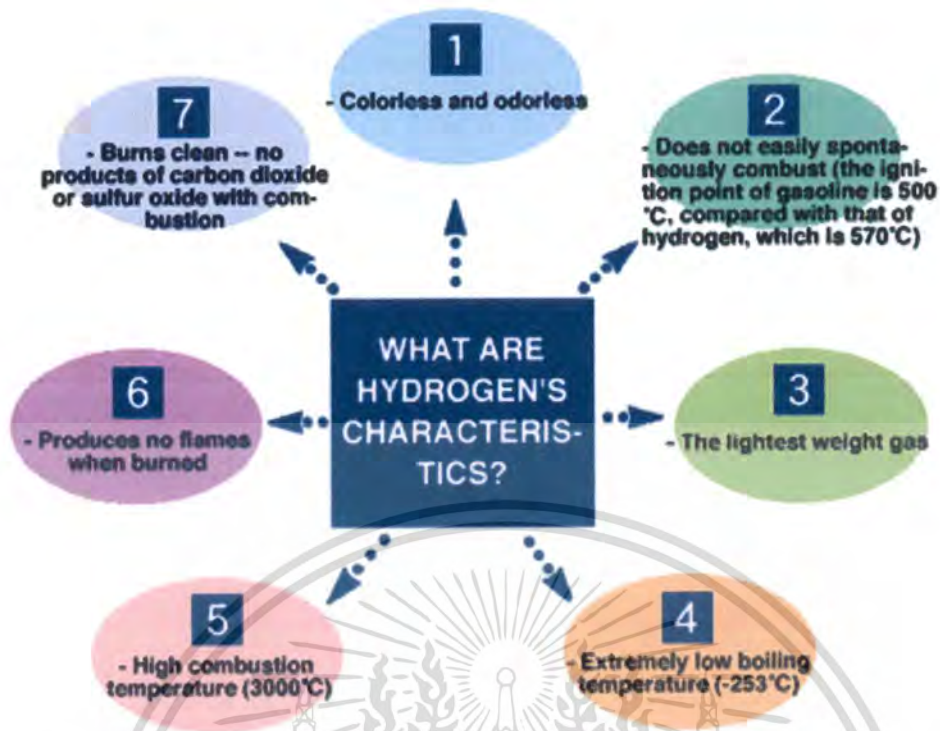 1
- Colorless and odorless
2
- Does not easily sponta-
neously combust (the igni-
tion point of gasoline is 500
°C, compared with that of
hydrogen, which is 570°C)
3
- The lightest weight gas
4
- Extremely low boiling
temperature (-253°C)
5
- High combustion
temperature (3000°C)
6
- Produces no flames
when burned
7
- Burns clean -- no
products of carbon dioxide
or sulfur oxide with com-
bustion
WHAT ARE
HYDROGEN'S
CHARACTERIS-
TICS?